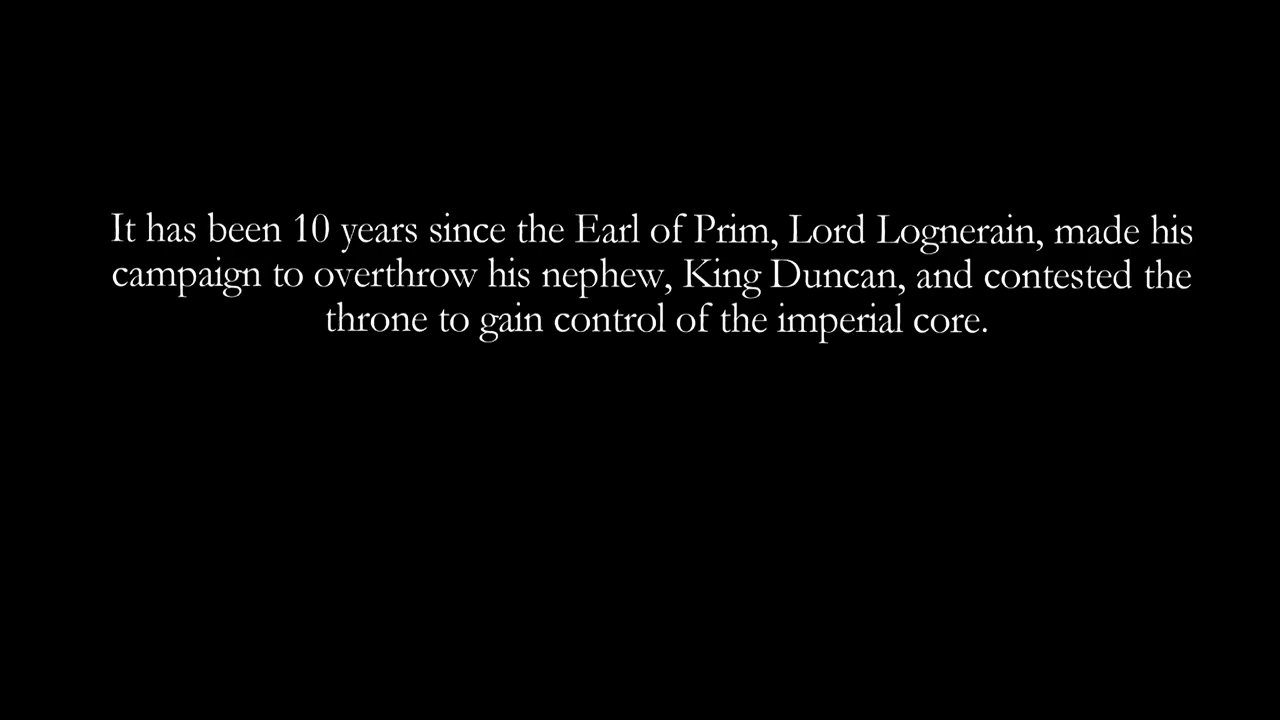 It has been 10 years since the Earl of Prim, Lord Lognerain, made his
campaign to overthrow his nephew, King Duncan, and contested the
throne to gain control of the imperial core.